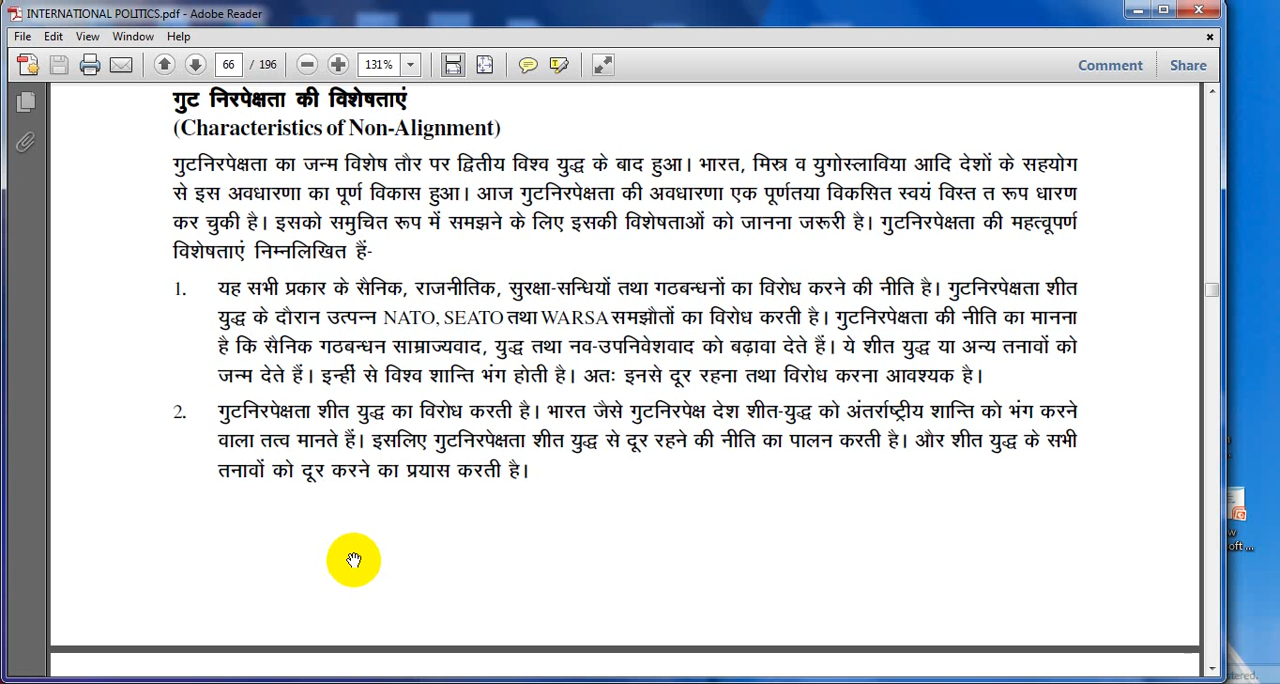 INTERNATIONAL POLITICS.pdf - Adobe Reader
File Edit View Window Help
66 / 196 131% Comment Share
गुट निरपेक्षता की विशेषताएं
(Characteristics of Non-Alignment)
गुटनिरपेक्षता का जन्म विशेष तौर पर द्वितीय विश्व युद्ध के बाद हुआ। भारत, मिस्र व युगोस्लाविया आदि देशों के सहयोग
से इस अवधारणा का पूर्ण विकास हुआ। आज गुटनिरपेक्षता की अवधारणा एक पूर्णतया विकसित स्वयं विस्त त रूप धारण
कर चुकी है। इसको समुचित रूप में समझने के लिए इसकी विशेषताओं को जानना जरूरी है। गुटनिरपेक्षता की महत्वूपर्ण
विशेषताएं निम्नलिखित हैं-
1. यह सभी प्रकार के सैनिक, राजनीतिक, सुरक्षा-सन्धियों तथा गठबन्धनों का विरोध करने की नीति है। गुटनिरपेक्षता शीत
युद्ध के दौरान उत्पन्न NATO, SEATO तथा WARSA समझौतों का विरोध करती है। गुटनिरपेक्षता की नीति का मानना
है कि सैनिक गठबन्धन साम्राज्यवाद, युद्ध तथा नव-उपनिवेशवाद को बढ़ावा देते हैं। ये शीत युद्ध या अन्य तनावों को
जन्म देते हैं। इन्हीं से विश्व शान्ति भंग होती है। अतः इनसे दूर रहना तथा विरोध करना आवश्यक है।
2. गुटनिरपेक्षता शीत युद्ध का विरोध करती है। भारत जैसे गुटनिरपेक्ष देश शीत-युद्ध को अंतर्राष्ट्रीय शान्ति को भंग करने
वाला तत्व मानते हैं। इसलिए गुटनिरपेक्षता शीत युद्ध से दूर रहने की नीति का पालन करती है। और शीत युद्ध के सभी
तनावों को दूर करने का प्रयास करती है।